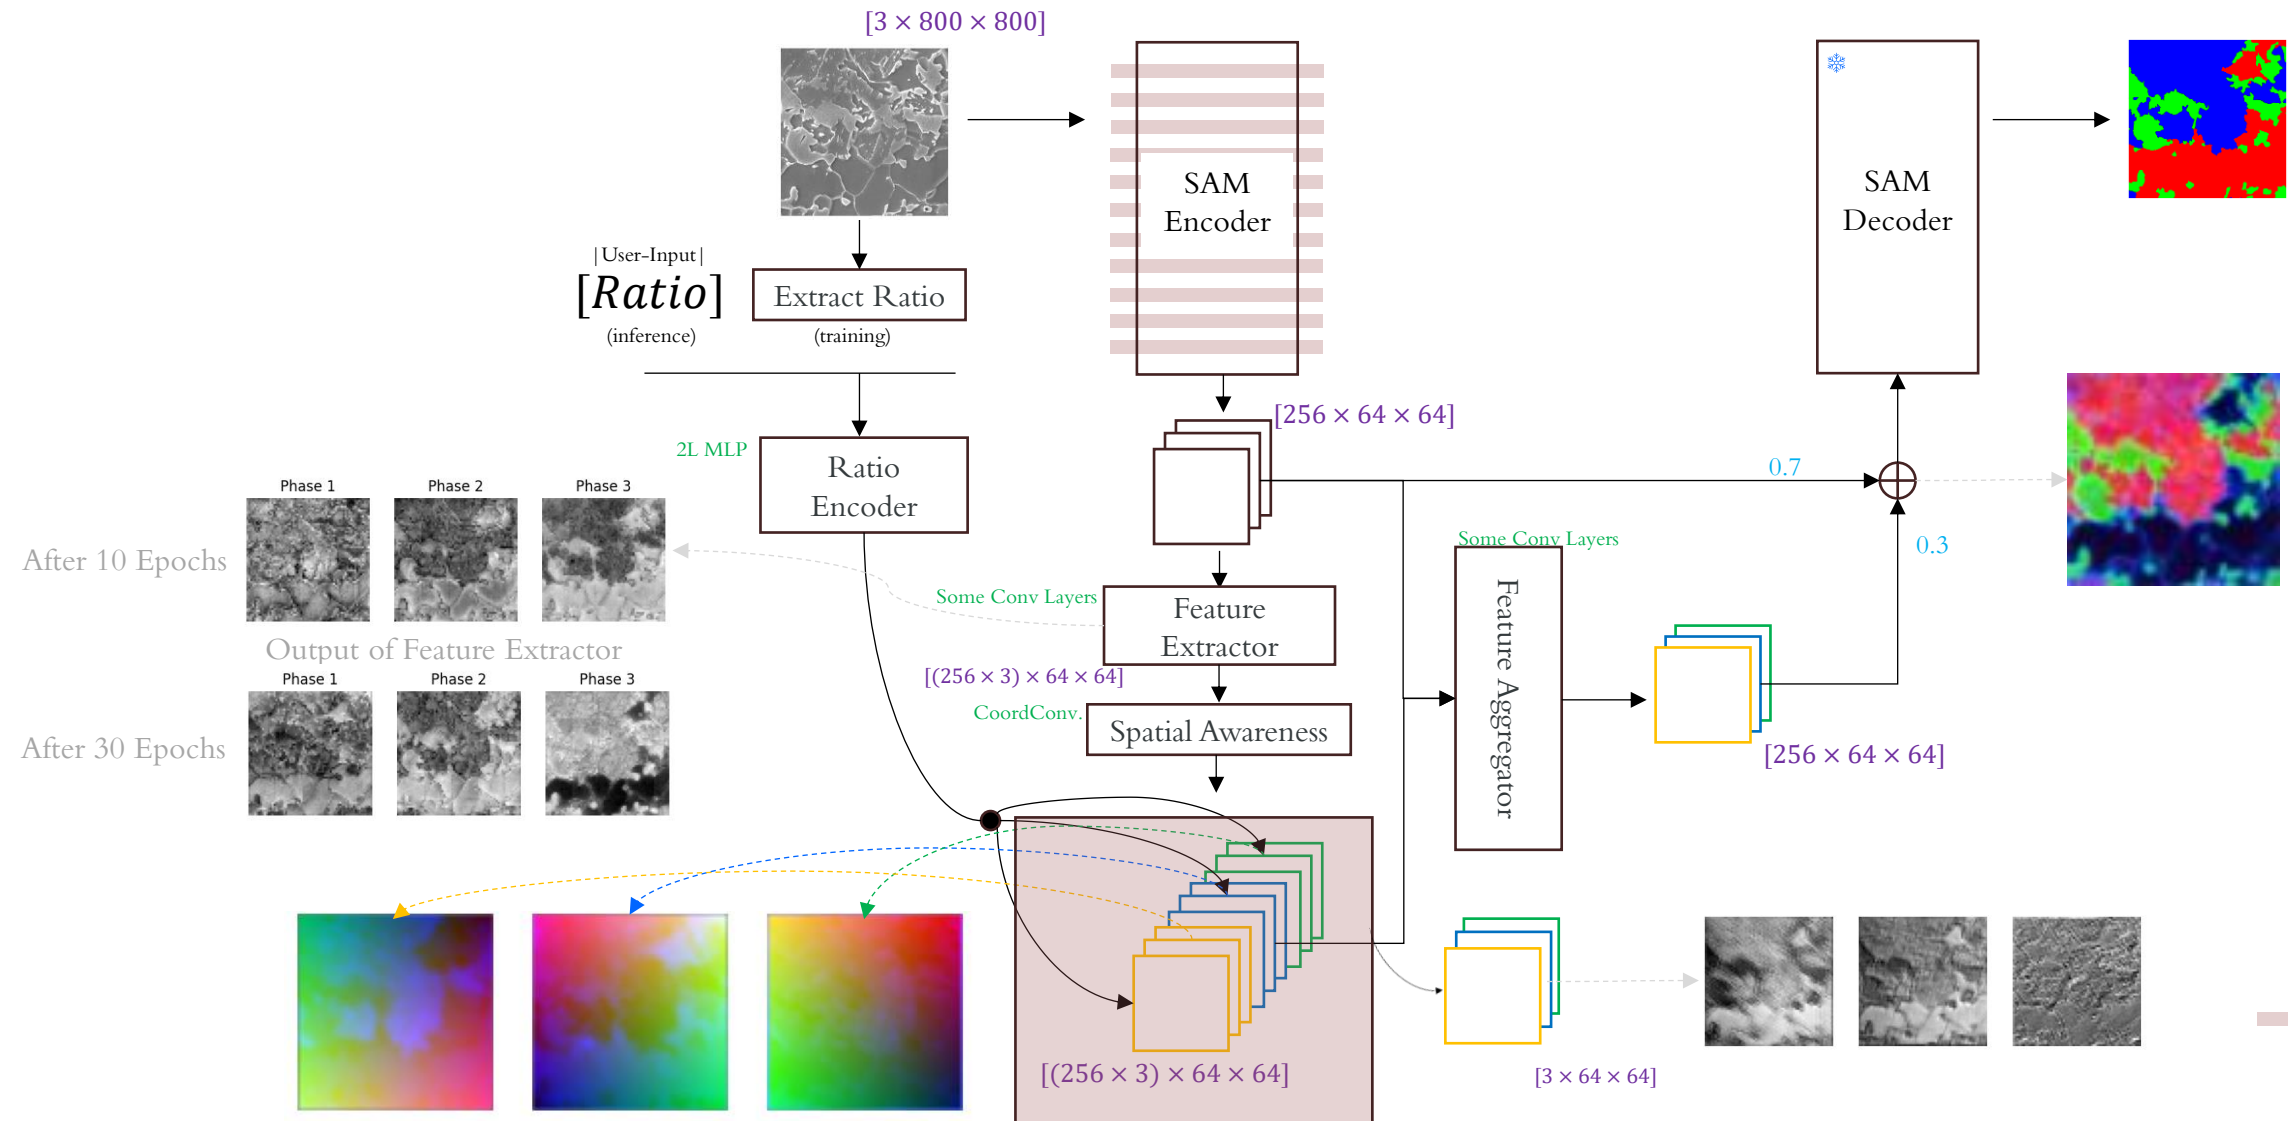 [3 × 800 × 800]
SAM
Encoder
SAM
Decoder
|User-Input|
[Ratio]
(inference)
Extract Ratio
(training)
[256 × 64 × 64]
2L MLP
Ratio
Encoder
0.7
0.3
Phase 1
Phase 2
Phase 3
After 10 Epochs
Output of Feature Extractor
Phase 1
Phase 2
Phase 3
After 30 Epochs
Some Conv Layers
Feature
Extractor
[(256 × 3) × 64 × 64]
CoordConv.
Spatial Awareness
Some Conv Layers
Feature Aggregator
[256 × 64 × 64]
[(256 × 3) × 64 × 64]
[3 × 64 × 64]